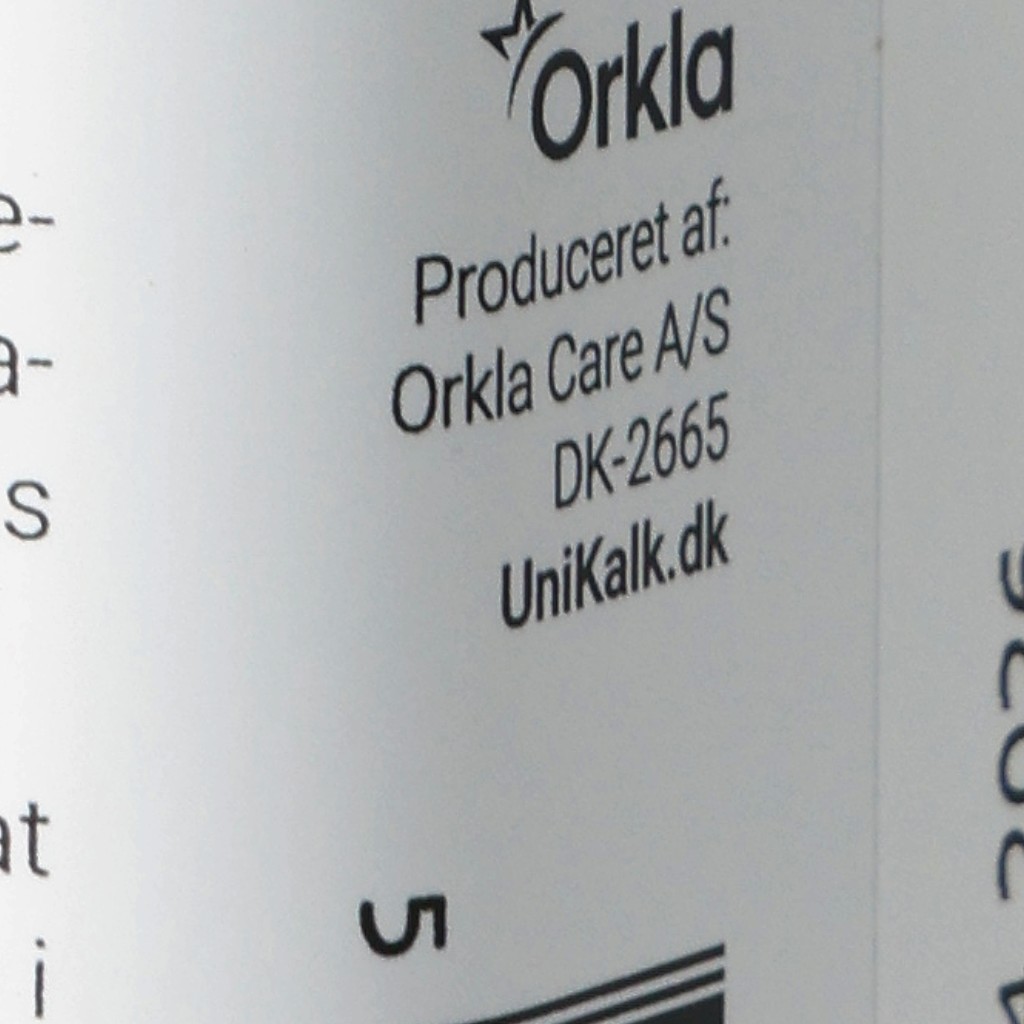 Orkla
Produceret af:
Orkla Care A/S
DK-2665
UniKalk.dk
5